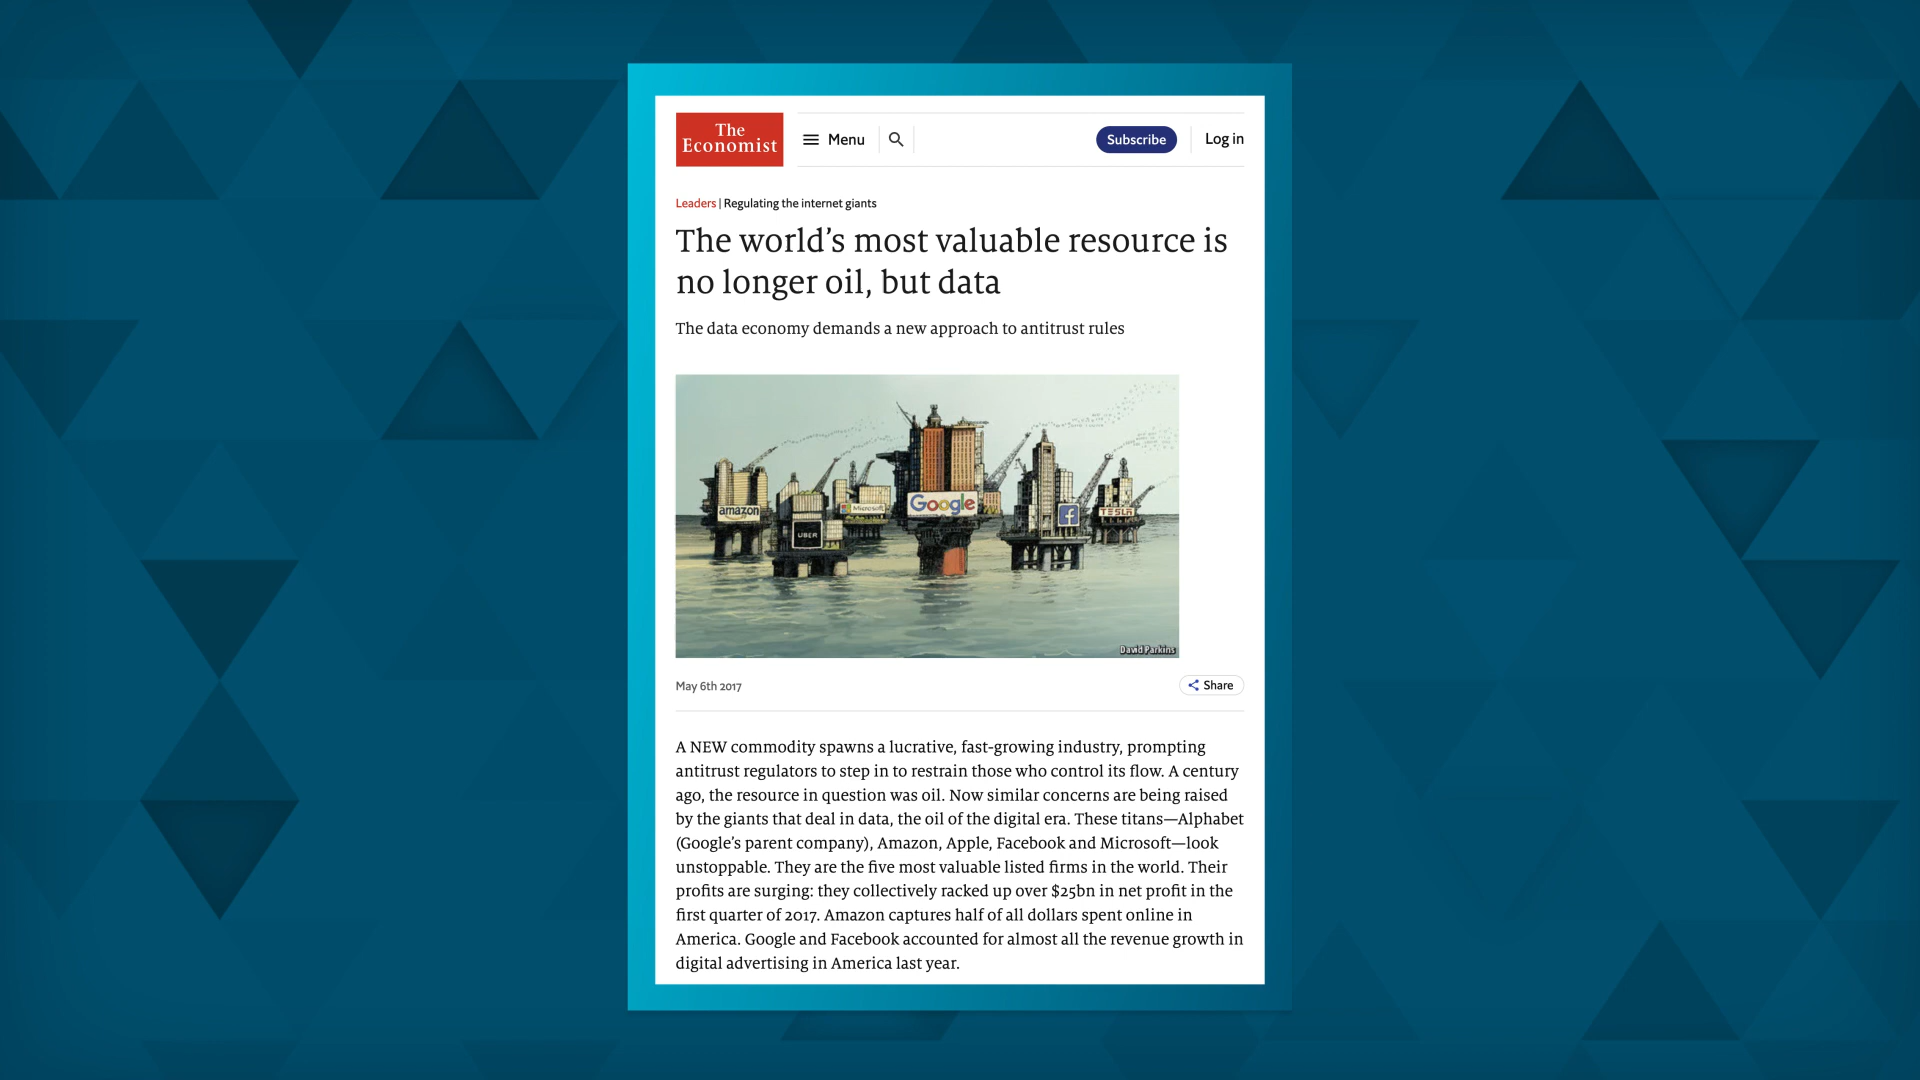 The
Economist
Menu
Subscribe
Log in
Leaders | Regulating the internet giants
The world’s most valuable resource is
no longer oil, but data
The data economy demands a new approach to antitrust rules
amazon
UBER
Microsoft
Google
f
TESLA
David Parkins
May 6th 2017
Share
A NEW commodity spawns a lucrative, fast-growing industry, prompting
antitrust regulators to step in to restrain those who control its flow. A century
ago, the resource in question was oil. Now similar concerns are being raised
by the giants that deal in data, the oil of the digital era. These titans—Alphabet
(Google’s parent company), Amazon, Apple, Facebook and Microsoft—look
unstoppable. They are the five most valuable listed firms in the world. Their
profits are surging: they collectively racked up over $25bn in net profit in the
first quarter of 2017. Amazon captures half of all dollars spent online in
America. Google and Facebook accounted for almost all the revenue growth in
digital advertising in America last year.